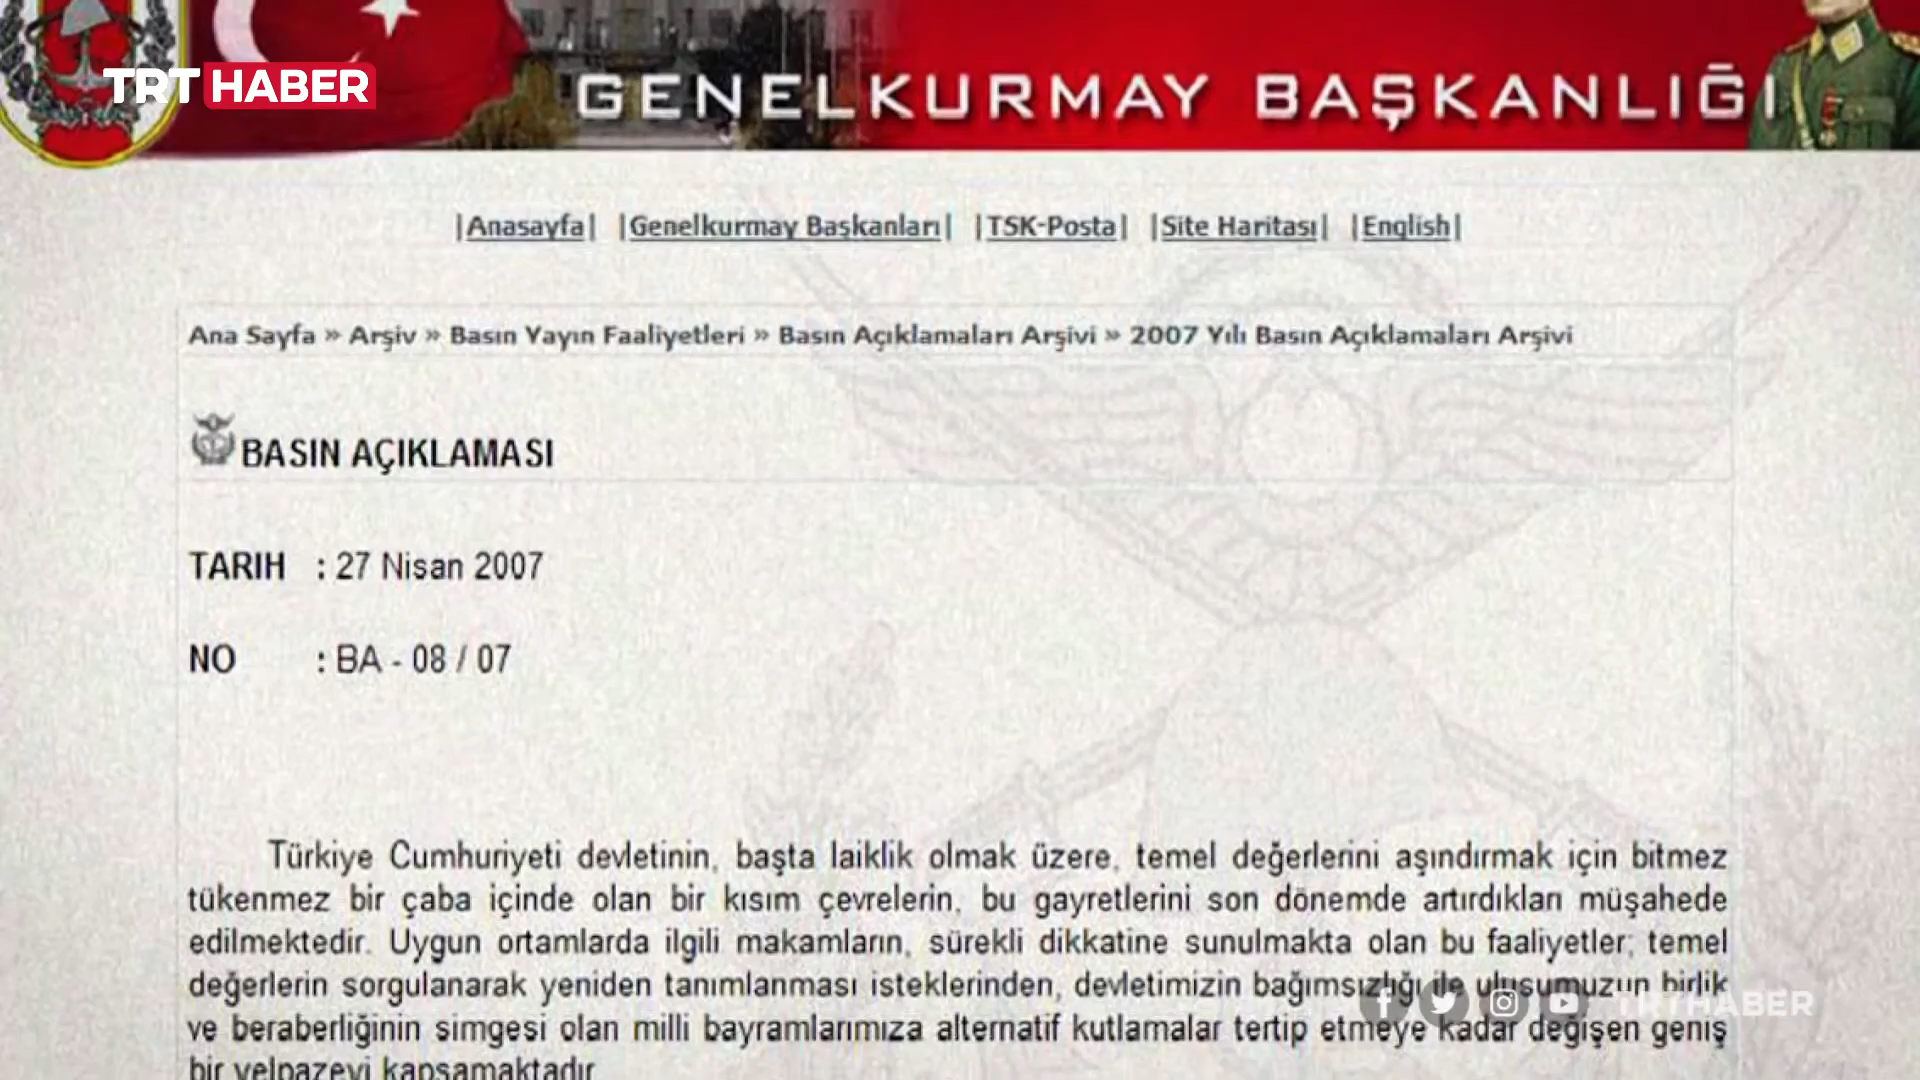 TRT HABER
GENELKURMAY BAŞKANLIĞI
|Anasayfa| |Genelkurmay Başkanları| |TSK-Posta| |Site Haritası| |English|
Ana Sayfa » Arşiv » Basın Yayın Faaliyetleri » Basın Açıklamaları Arşivi » 2007 Yılı Basın Açıklamaları Arşivi
BASIN AÇIKLAMASI
TARIH : 27 Nisan 2007
NO : BA - 08 / 07
Türkiye Cumhuriyeti devletinin, başta laiklik olmak üzere, temel değerlerini aşındırmak için bitmez
tükenmez bir çaba içinde olan bir kısım çevrelerin, bu gayretlerini son dönemde artırdıkları müşahede
edilmektedir. Uygun ortamlarda ilgili makamların, sürekli dikkatine sunulmakta olan bu faaliyetler; temel
değerlerin sorgulanarak yeniden tanımlanması isteklerinden, devletimizin bağımsızlığı ile ulusumuzun birlik
TRTHABER
ve beraberliğinin simgesi olan milli bayramlarımıza alternatif kutlamalar tertip etmeye kadar değişen geniş
bir yelpazeyi kapsamaktadır.